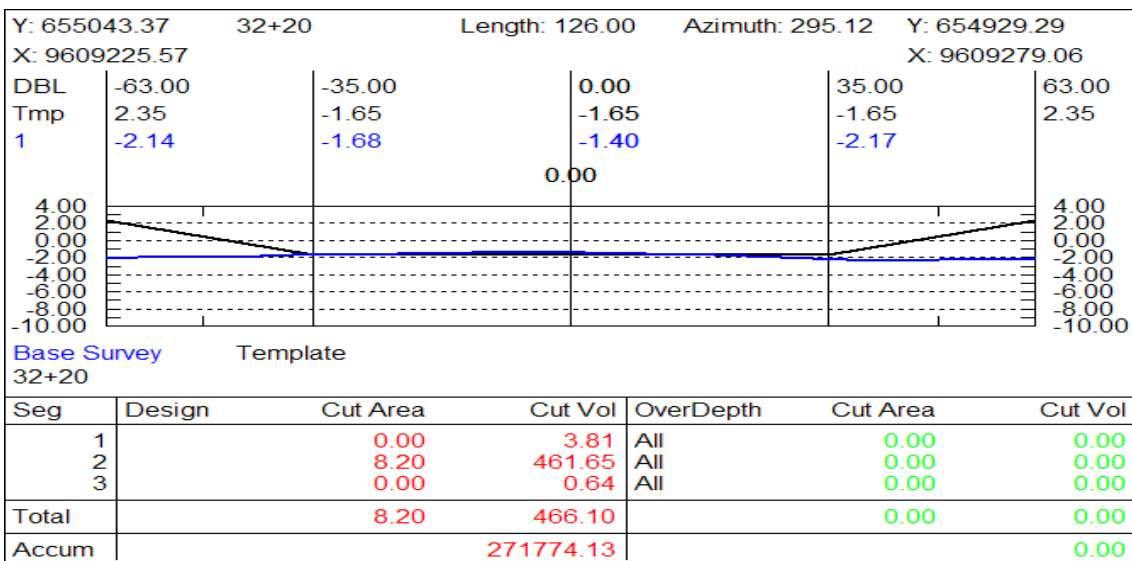 Y: 655043.37 32+20 Length: 126.00 Azimuth: 295.12 Y: 654929.29
X: 9609225.57 X: 9609279.06
DBL -63.00 -35.00 0.00 35.00 63.00
Tmp 2.35 -1.65 -1.65 -1.65 2.35
1 -2.14 -1.68 -1.40 -2.17
0.00
4.00 4.00
2.00 2.00
0.00 0.00
-2.00 -2.00
-4.00 -4.00
-6.00 -6.00
-8.00 -8.00
-10.00 -10.00
Base Survey Template
32+20
Seg Design Cut Area Cut Vol OverDepth Cut Area Cut Vol
1 0.00 3.81 All 0.00 0.00
2 8.20 461.65 All 0.00 0.00
3 0.00 0.64 All 0.00 0.00
Total 8.20 466.10 0.00 0.00
Accum 271774.13 0.00